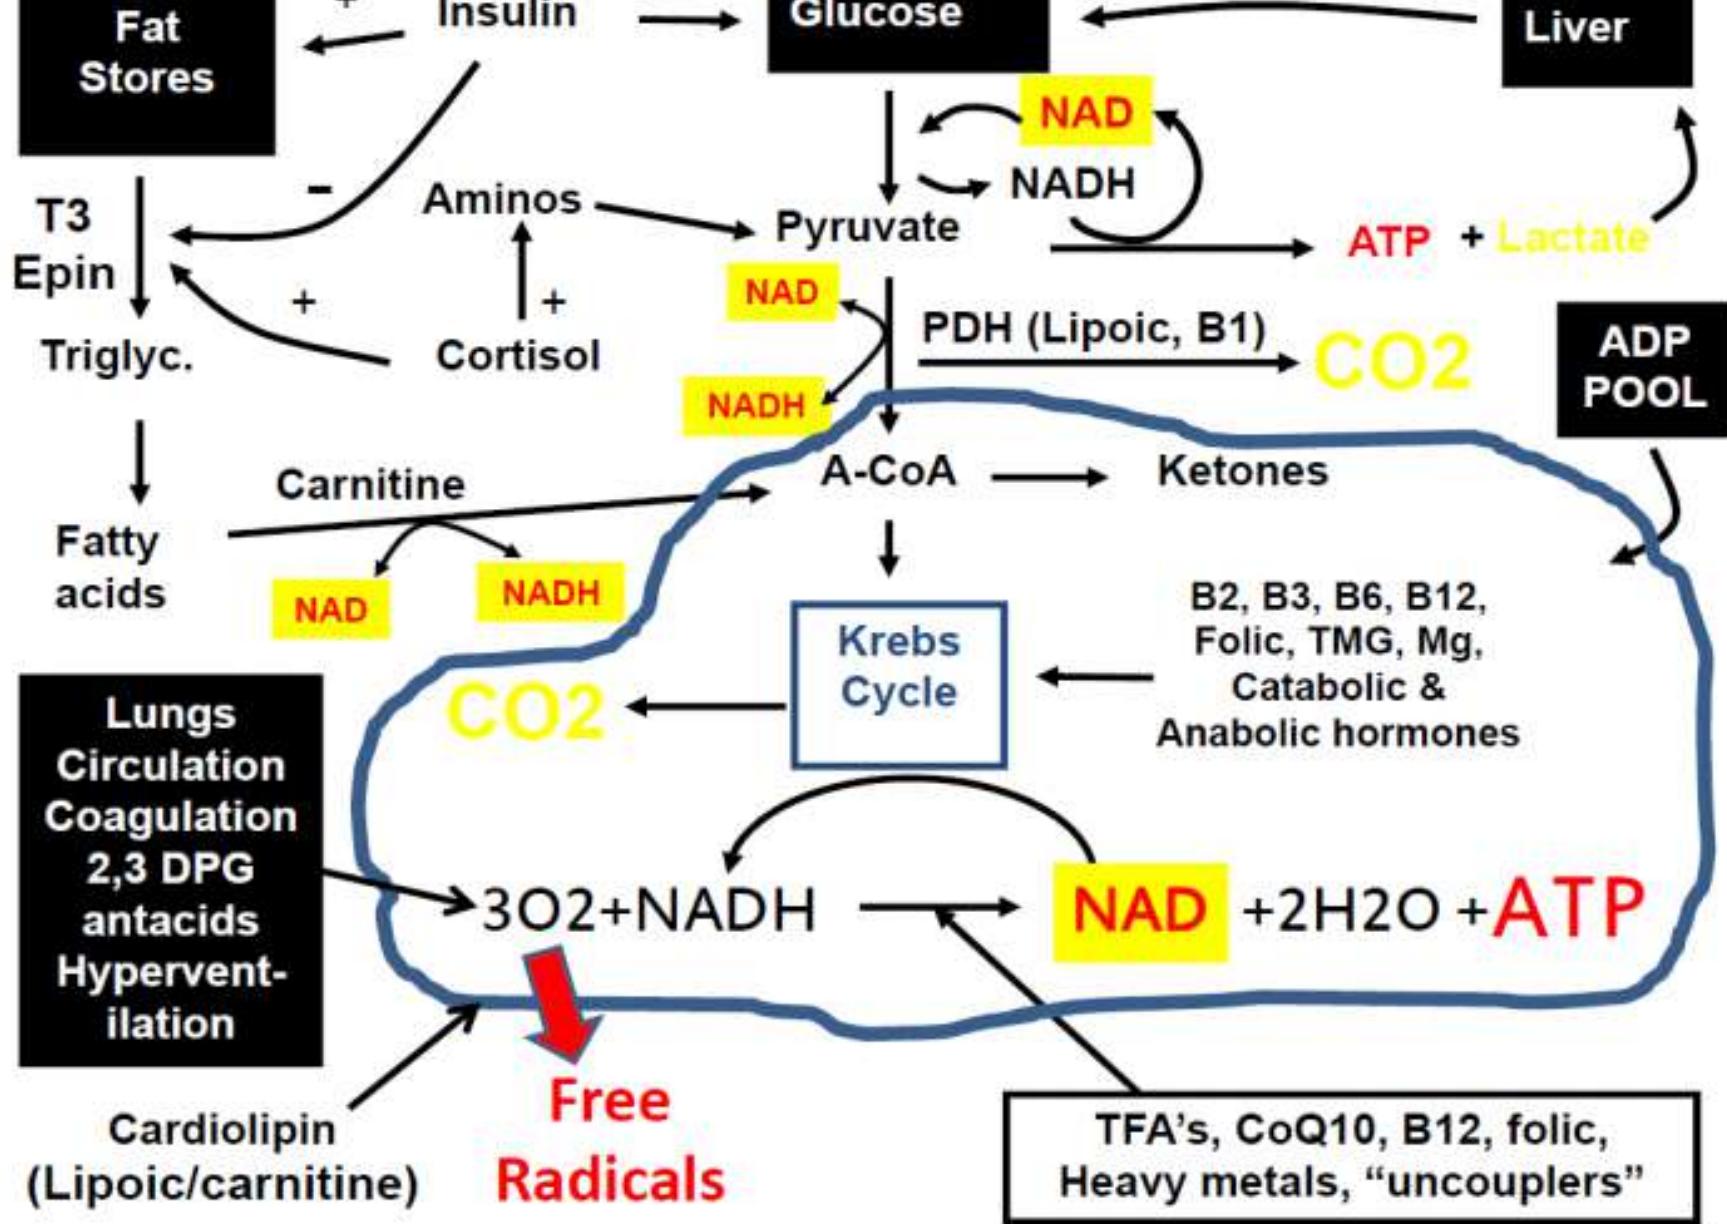 +
Insulin
Glucose
Liver
Fat
Stores
NAD
NADH
-
T3
Epin
Aminos
Pyruvate
ATP + Lactate
NAD
+
+
PDH (Lipoic, B1)
CO2
ADP
POOL
Triglyc.
Cortisol
NADH
A-CoA
Ketones
Carnitine
Fatty
acids
NAD
NADH
B2, B3, B6, B12,
Folic, TMG, Mg,
Catabolic &
Anabolic hormones
Krebs
Cycle
CO2
Lungs
Circulation
Coagulation
2,3 DPG
antacids
Hypervent-
ilation
3O2+NADH
NAD +2H2O +ATP
Free
Radicals
Cardiolipin
(Lipoic/carnitine)
TFA's, CoQ10, B12, folic,
Heavy metals, “uncouplers”